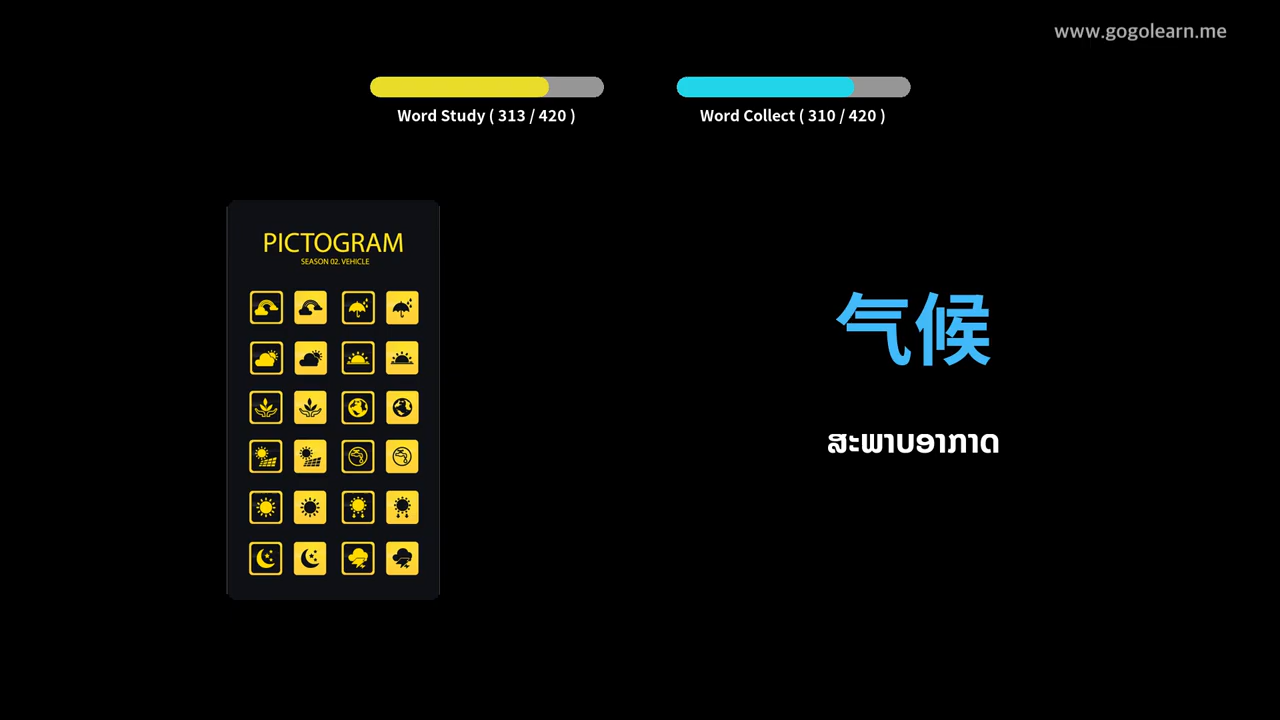 www.gogolearn.me
Word Study ( 313 / 420 )
Word Collect ( 310 / 420 )
PICTOGRAM
SEASON 02. VEHICLE
气候
ສະພາບອາກາດ